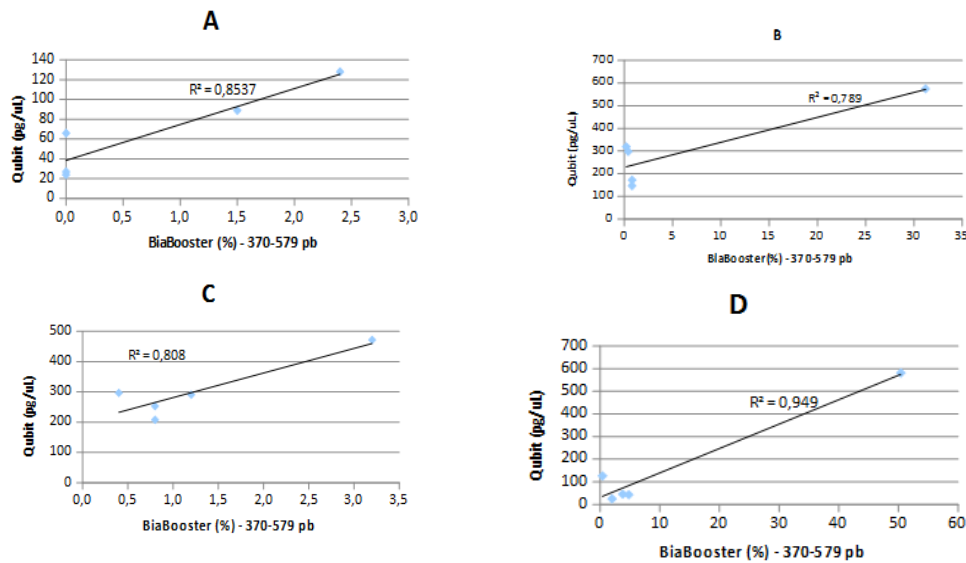 A
140
120
100
80
60
40
20
0
Qubit (pg/uL)
R² = 0,8537
0,0 0,5 1,0 1,5 2,0 2,5 3,0
BiaBooster (%) - 370-579 pb
B
700
600
500
400
300
200
100
0
Qubit (pg/uL)
R² = 0,789
0 5 10 15 20 25 30 35
BiaBooster (%) - 370-579 pb
C
500
400
300
200
100
0
Qubit (pg/uL)
R² = 0,808
0,0 0,5 1,0 1,5 2,0 2,5 3,0 3,5
BiaBooster (%) - 370-579 pb
D
700
600
500
400
300
200
100
0
Qubit (pg/uL)
R² = 0,949
0 10 20 30 40 50 60
BiaBooster (%) - 370-579 pb